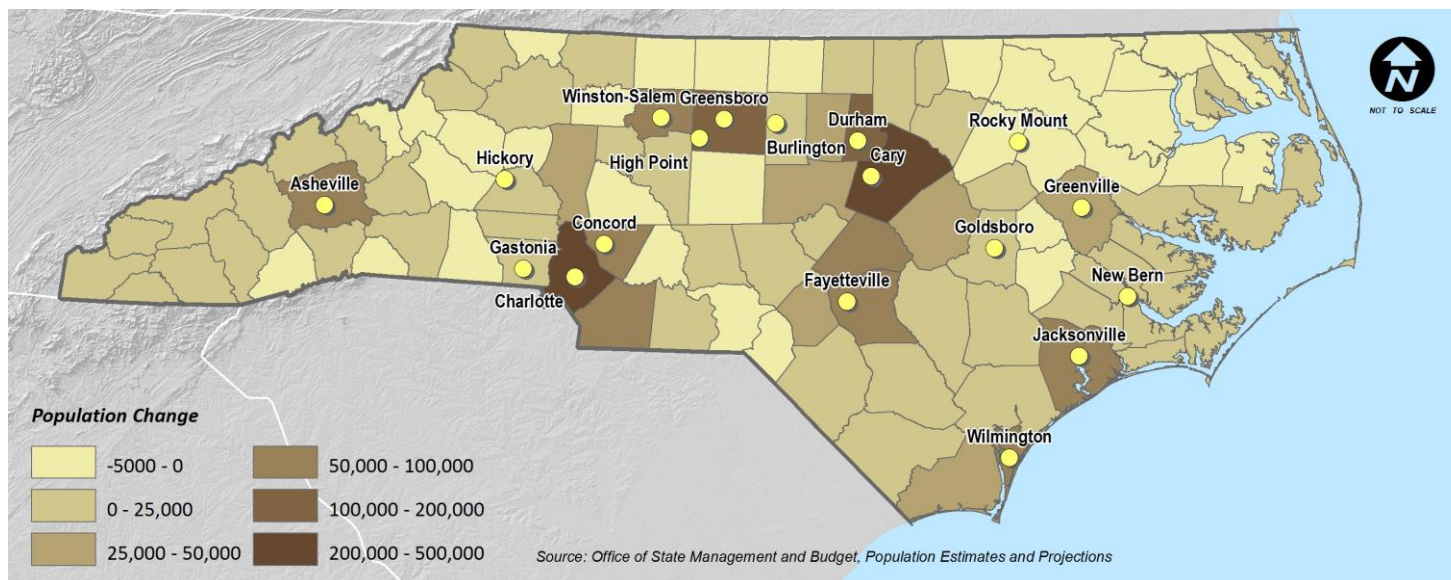 N
NOT TO SCALE
Winston-Salem
Greensboro
Durham
Rocky Mount
Burlington
Cary
Hickory
High Point
Asheville
Greenville
Concord
Goldsboro
Gastonia
Fayetteville
New Bern
Charlotte
Jacksonville
Wilmington
Population Change
-5000 - 0
0 - 25,000
25,000 - 50,000
50,000 - 100,000
100,000 - 200,000
200,000 - 500,000
Source: Office of State Management and Budget, Population Estimates and Projections